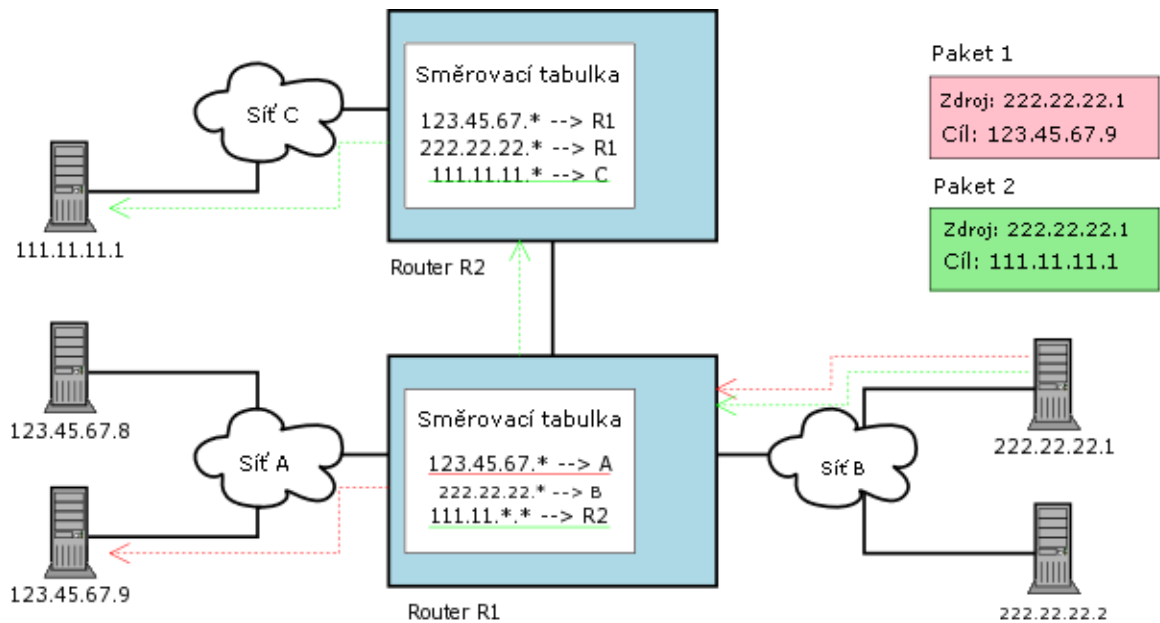 Směrovací tabulka
123.45.67.* --> R1
222.22.22.* --> R1
111.11.11.* --> C
Síť C
111.11.11.1
Router R2
Paket 1
Zdroj: 222.22.22.1
Cíl: 123.45.67.9
Paket 2
Zdroj: 222.22.22.1
Cíl: 111.11.11.1
123.45.67.8
Síť A
123.45.67.9
Směrovací tabulka
123.45.67.* --> A
222.22.22.* --> B
111.11.*.* --> R2
Router R1
Síť B
222.22.22.1
222.22.22.2